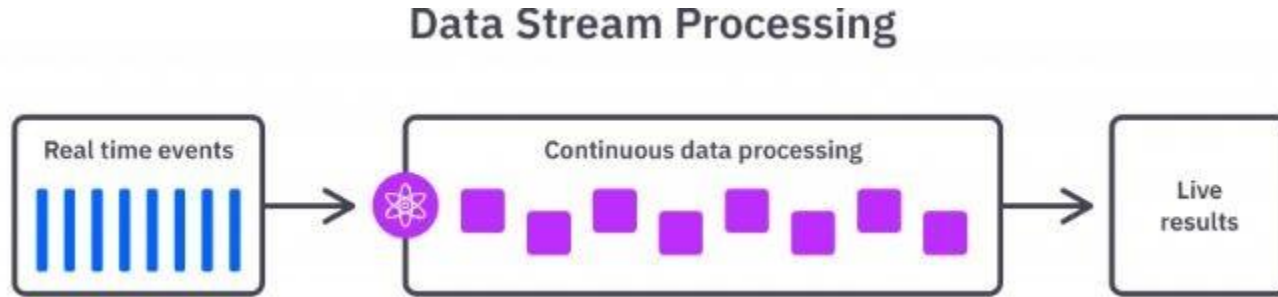 Data Stream Processing
Real time events
Continuous data processing
Live
results